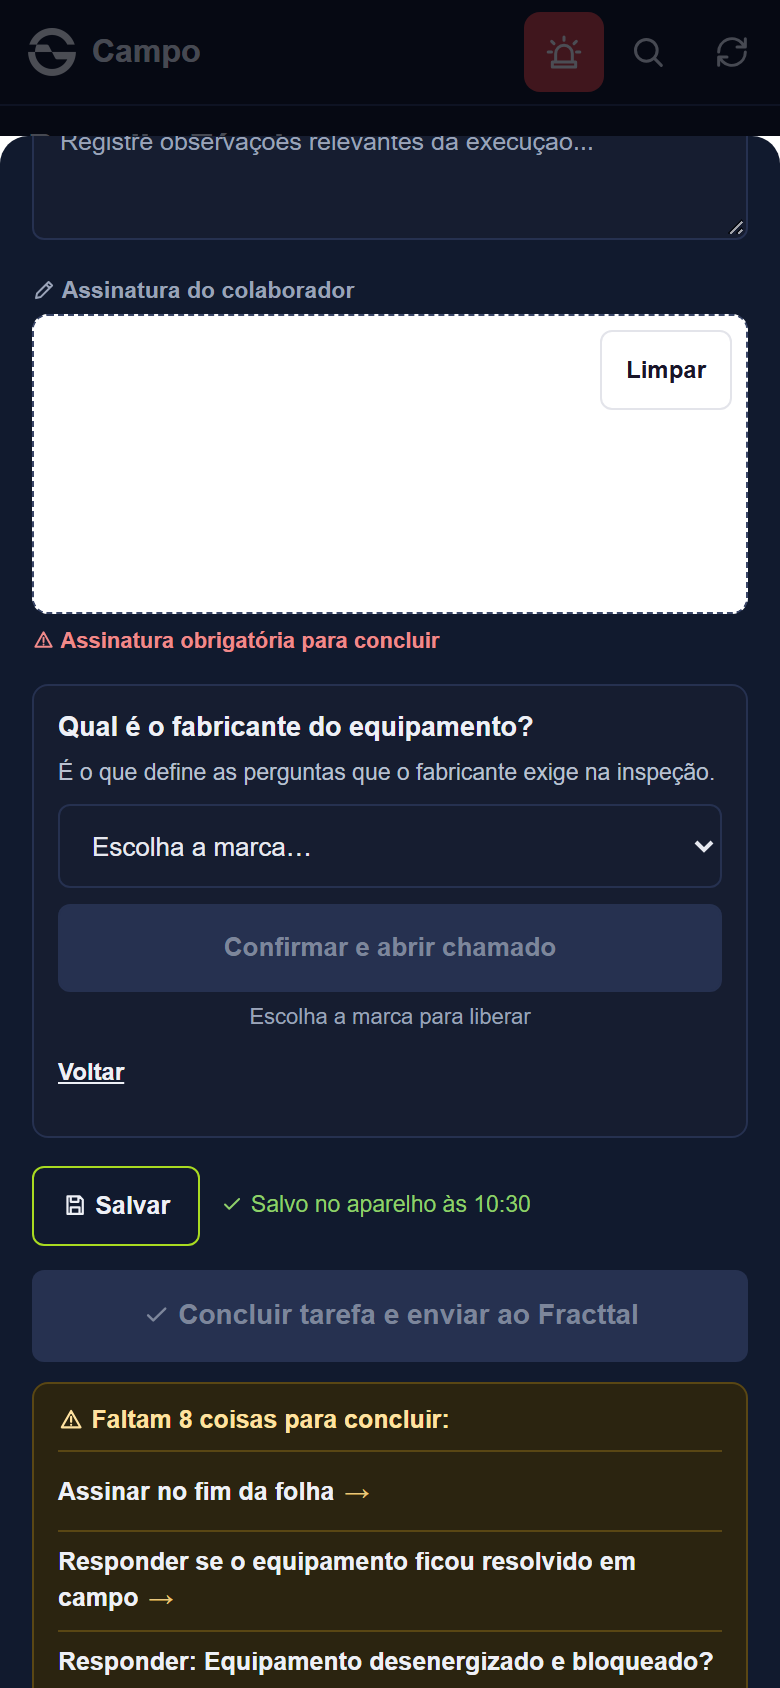 Campo
Registre observações relevantes da execução...
Assinatura do colaborador
Limpar
Assinatura obrigatória para concluir
Qual é o fabricante do equipamento?
É o que define as perguntas que o fabricante exige na inspeção.
Escolha a marca...
Confirmar e abrir chamado
Escolha a marca para liberar
Voltar
Salvar
Salvo no aparelho às 10:30
Concluir tarefa e enviar ao Fracttal
Faltam 8 coisas para concluir:
Assinar no fim da folha →
Responder se o equipamento ficou resolvido em
campo →
Responder: Equipamento desenergizado e bloqueado?